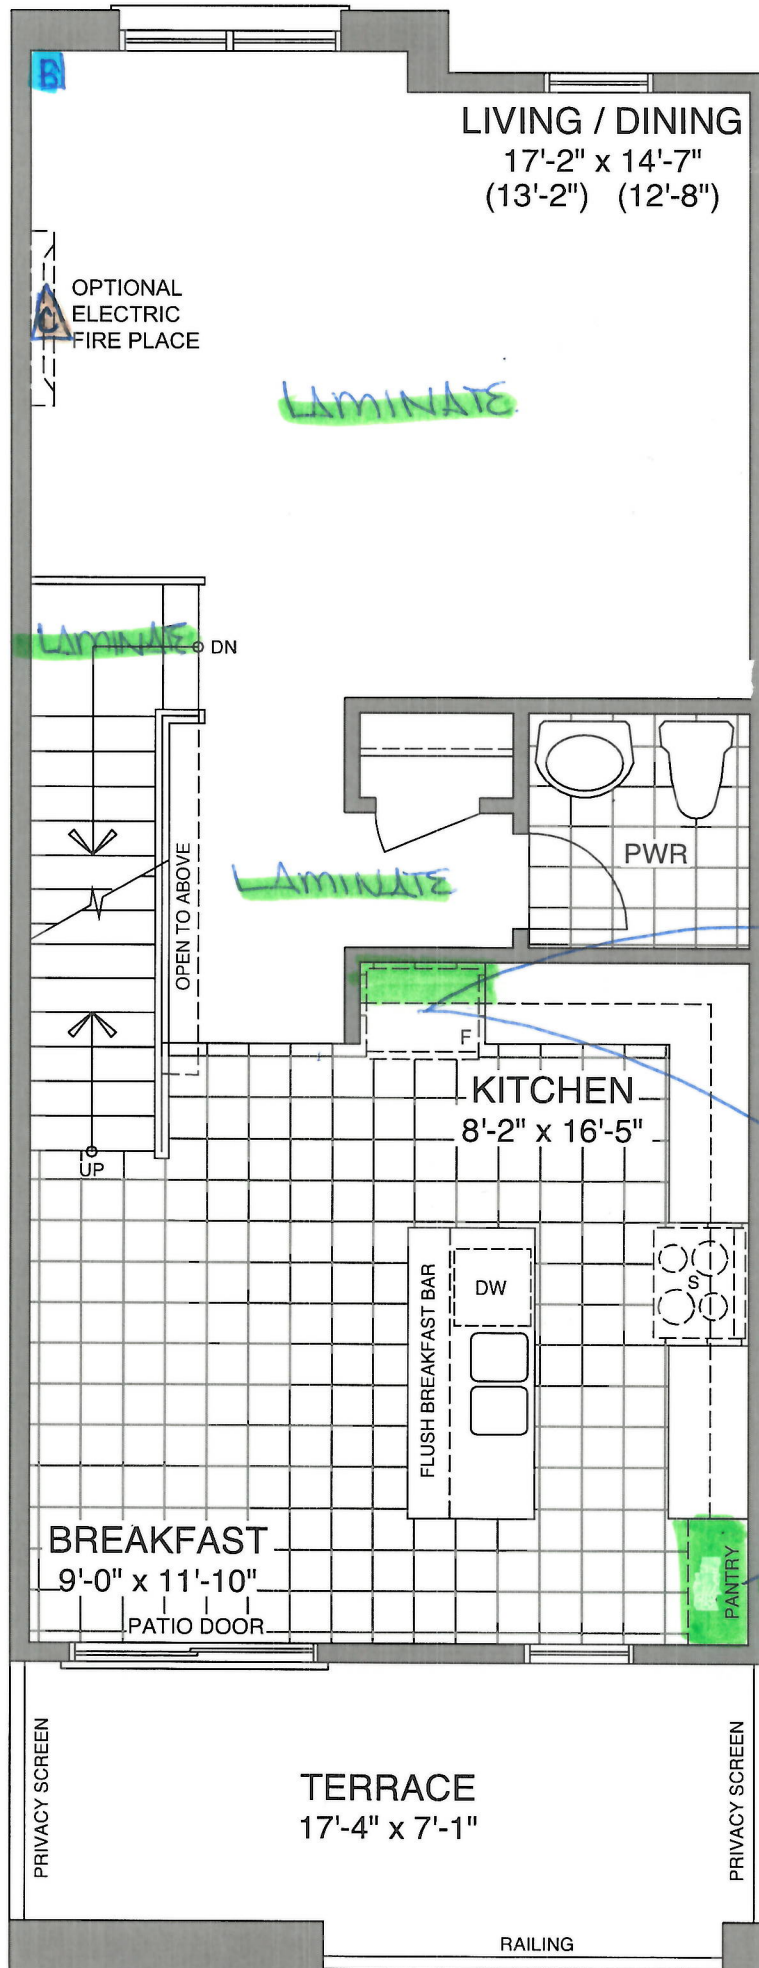 B
LIVING / DINING
17'-2" x 14'-7"
(13'-2") (12'-8")
OPTIONAL
ELECTRIC
FIRE PLACE
C
LAMINATE
LAMINATE
DN
OPEN TO ABOVE
PWR
LAMINATE
F
KITCHEN
8'-2" x 16'-5"
UP
FLUSH BREAKFAST BAR
DW
S
BREAKFAST
9'-0" x 11'-10"
PATIO DOOR
PANTRY
PRIVACY SCREEN
TERRACE
17'-4" x 7'-1"
PRIVACY SCREEN
RAILING